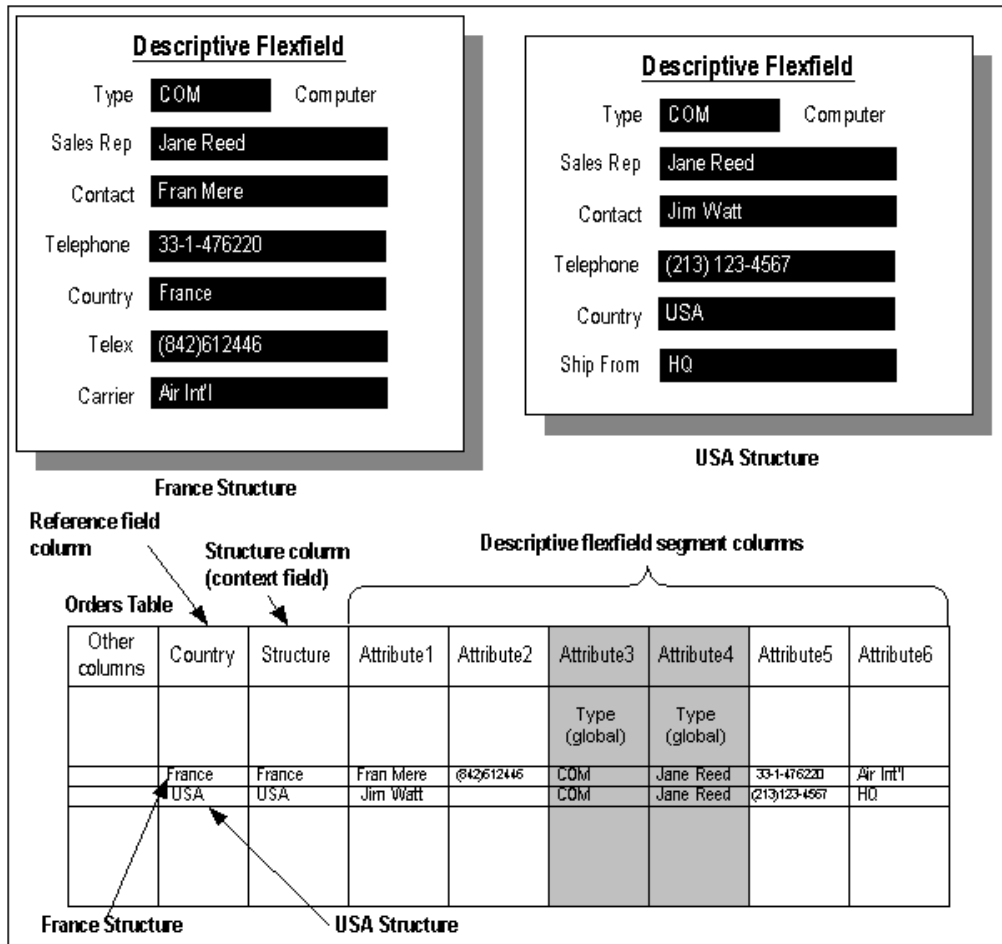 Descriptive Flexfield
Type COM Computer
Sales Rep Jane Reed
Contact Fran Mere
Telephone 33-1-476220
Country France
Telex (842)612446
Carrier Air Int'l
France Structure
Descriptive Flexfield
Type COM Computer
Sales Rep Jane Reed
Contact Jim Watt
Telephone (213) 123-4567
Country USA
Ship From HQ
USA Structure
Reference field
column
Structure column
(context field)
Descriptive flexfield segment columns
Orders Table
Other
columns Country Structure Attribute1 Attribute2 Attribute3 Attribute4 Attribute5 Attribute6
Type Type
(global) (global)
France France Fran Mere (842)612446 COM Jane Reed 33-1-476220 Air Int'l
USA USA Jim Watt COM Jane Reed (213)123-4567 HQ
France Structure USA Structure